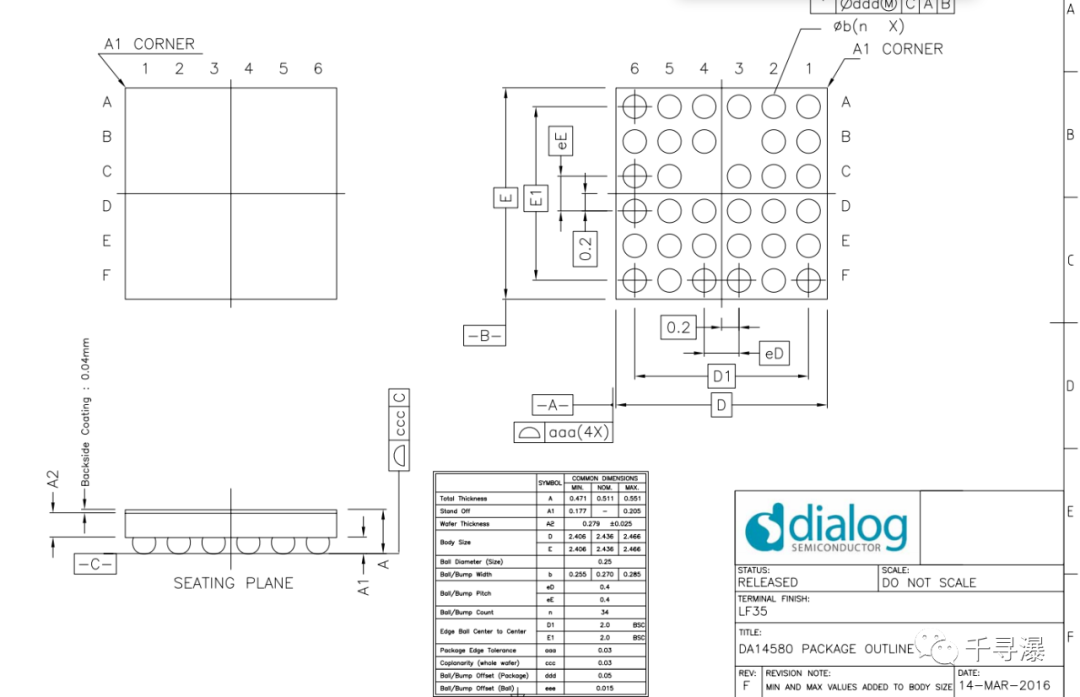 Øddd Ⓜ C A B
Øb(n X)
A1 CORNER
A1 CORNER
1 2 3 4 5 6
6 5 4 3 2 1
A
B
C
D
E
F
A
B
C
D
E
F
eE
E
E1
0.2
0.2
eD
D1
D
-B-
-A-
aaa(4X)
ccc C
Backside Coating : 0.04mm
A2
-C-
SEATING PLANE
A1
A
SYMBOL COMMON DIMENSIONS
MIN. NOM. MAX.
Total Thickness A 0.471 0.511 0.551
Stand Off A1 0.177 - 0.205
Wafer Thickness A2 0.279 ±0.025
Body Size D 2.406 2.436 2.466
E 2.406 2.436 2.466
Ball Diameter (Size) 0.25
Ball/Bump Width b 0.255 0.270 0.285
Ball/Bump Pitch eD 0.4
eE 0.4
Ball/Bump Count n 34
Edge Ball Center to Center D1 2.0 BSC
E1 2.0 BSC
Package Edge Tolerance aaa 0.03
Coplanarity (whole wafer) ccc 0.03
Ball/Bump Offset (Package) ddd 0.05
Ball/Bump Offset (Ball) eee 0.015
dialog
SEMICONDUCTOR
STATUS:
RELEASED
SCALE:
DO NOT SCALE
TERMINAL FINISH:
LF35
TITLE:
DA14580 PACKAGE OUTLINE
REV:
F
REVISION NOTE:
MIN AND MAX VALUES ADDED TO BODY SIZE
DATE:
14-MAR-2016
千寻瀑
A
B
C
D
E
F